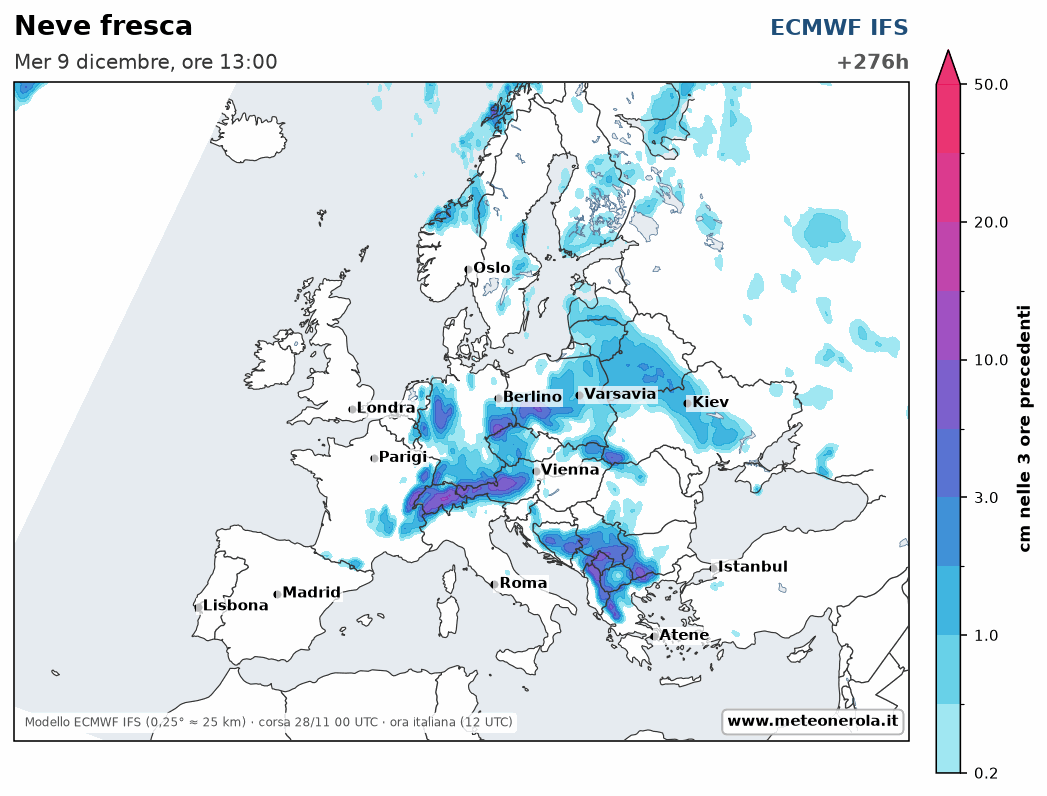 Neve fresca
ECMWF IFS
Mer 9 dicembre, ore 13:00
+276h
50.0
20.0
10.0
3.0
1.0
0.2
cm nelle 3 ore precedenti
Oslo
Berlino
Varsavia
Kiev
Londra
Parigi
Vienna
Istanbul
Roma
Madrid
Lisbona
Atene
Modello ECMWF IFS (0,25° ≈ 25 km) · corsa 28/11 00 UTC · ora italiana (12 UTC)
www.meteonerola.it